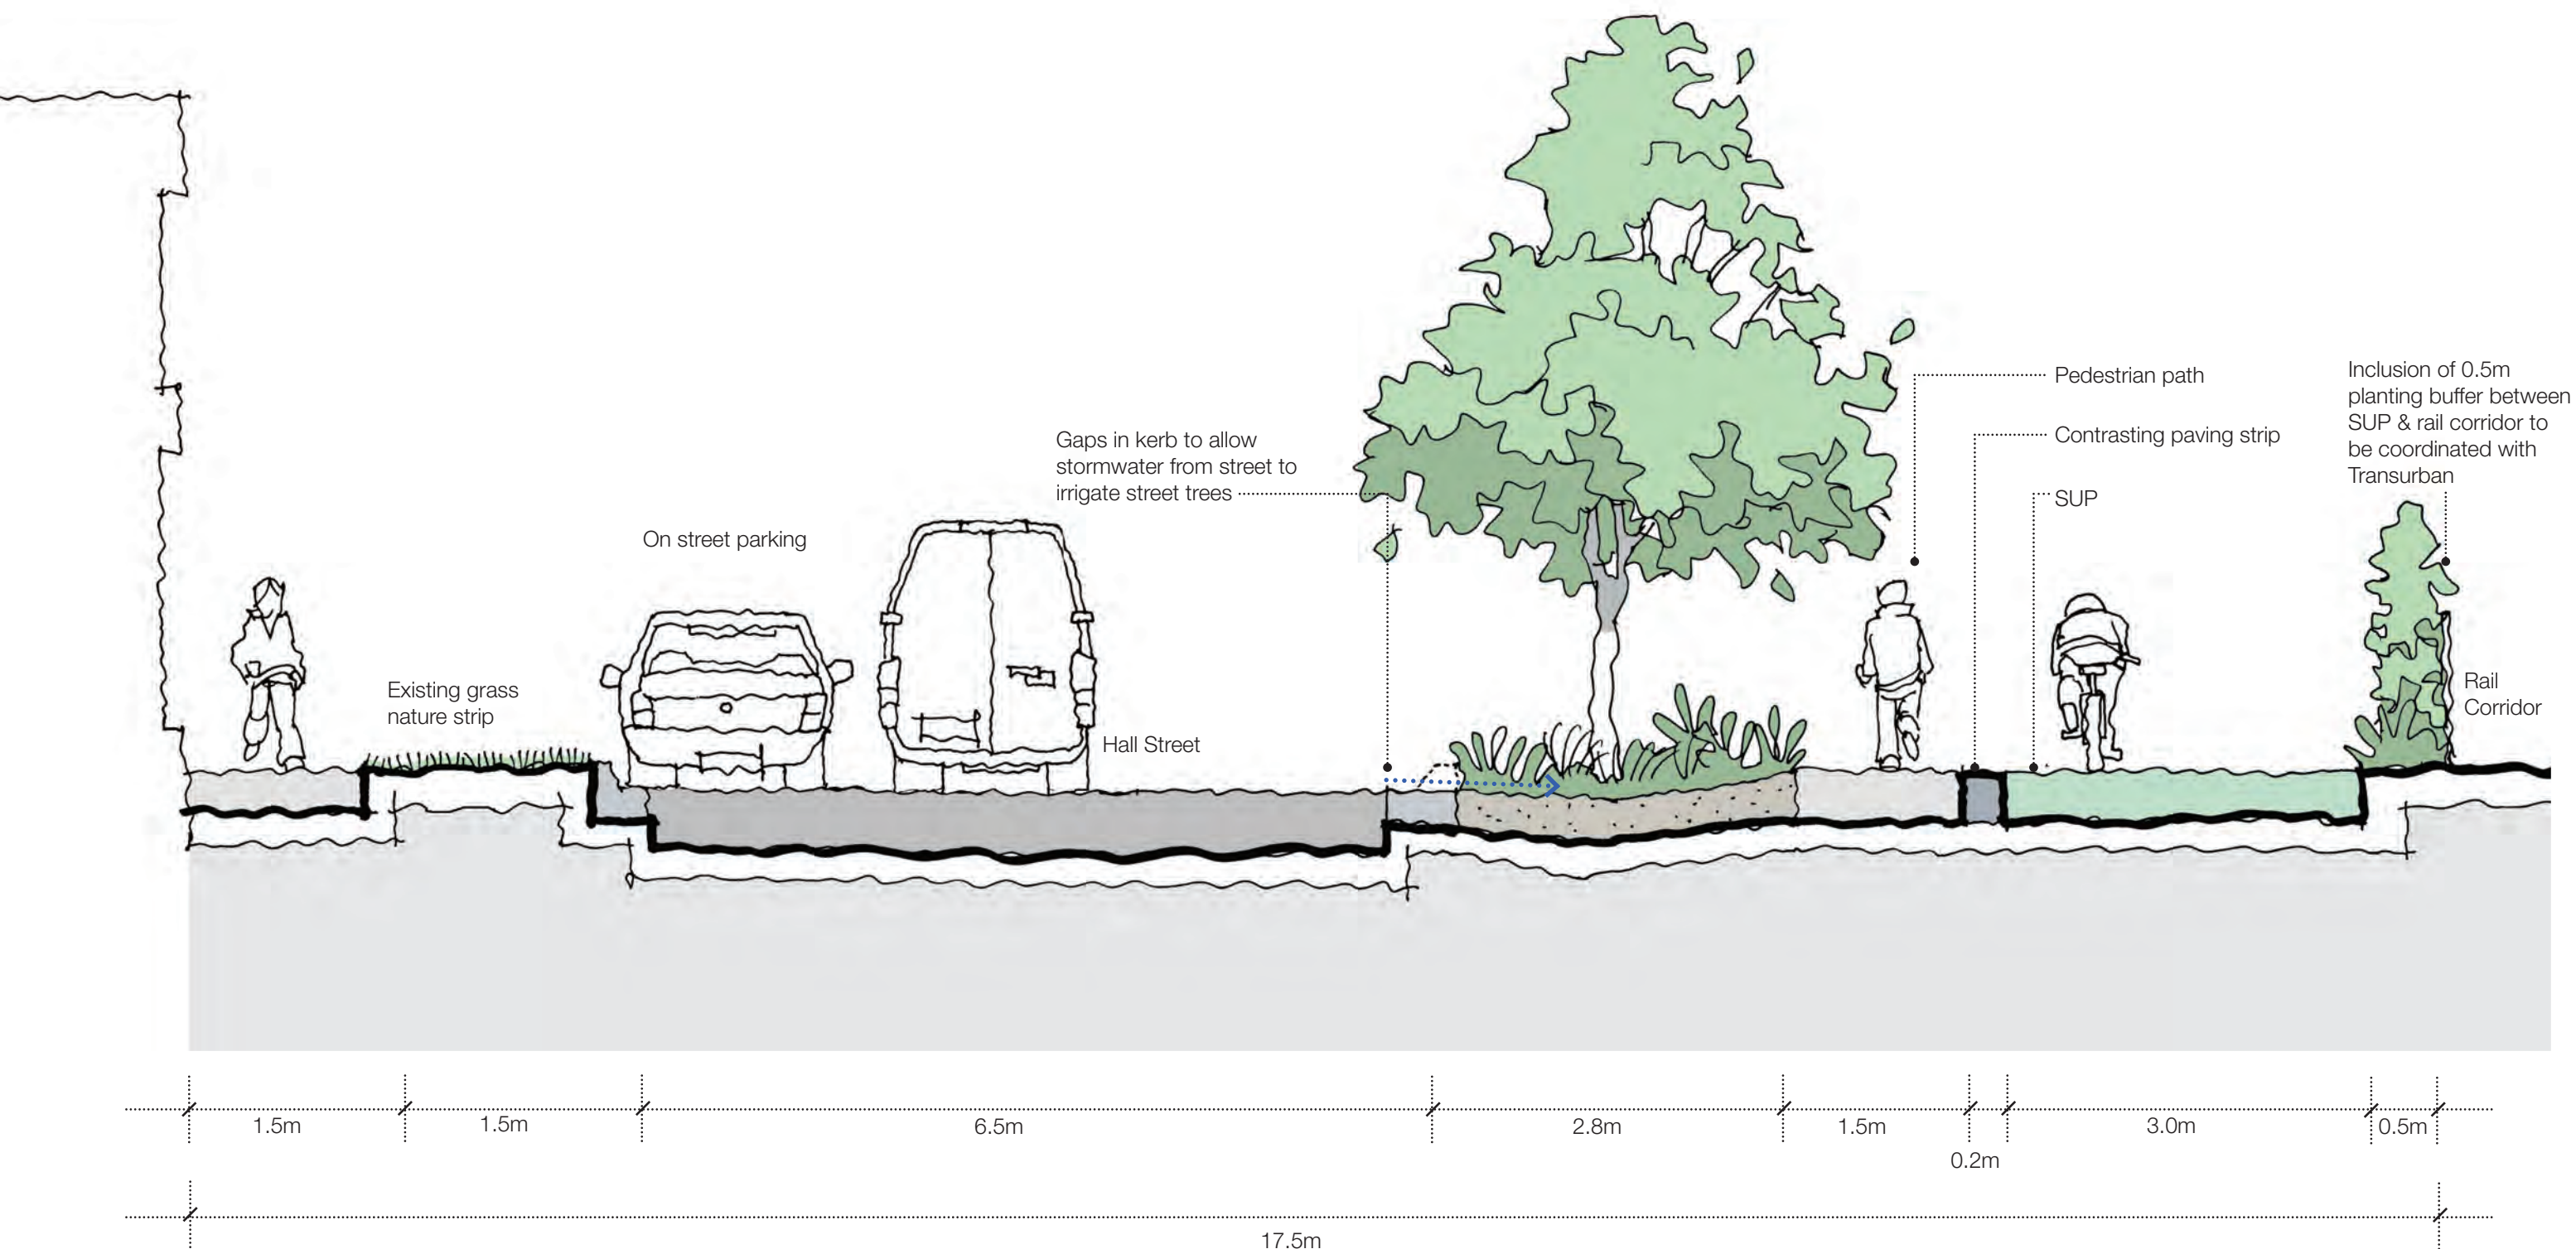 Pedestrian path
Contrasting paving strip
SUP
Inclusion of 0.5m
planting buffer between
SUP & rail corridor to
be coordinated with
Transurban
Gaps in kerb to allow
stormwater from street to
irrigate street trees
On street parking
Existing grass
nature strip
Hall Street
Rail
Corridor
1.5m
1.5m
6.5m
2.8m
1.5m
0.2m
3.0m
0.5m
17.5m